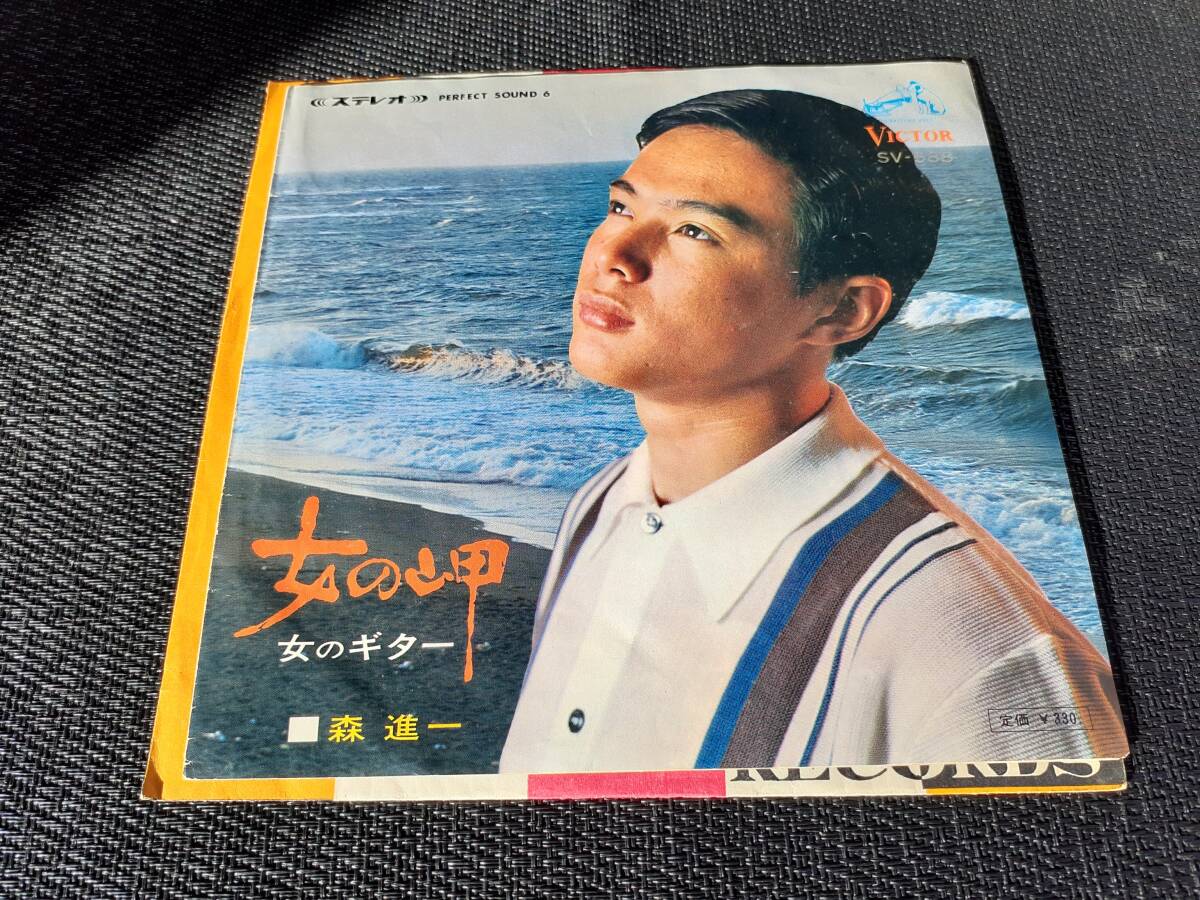 ステレオ PERFECT SOUND 6
VICTOR
女の岬
女のギター
森 進一
定価 ¥330
RECORDS